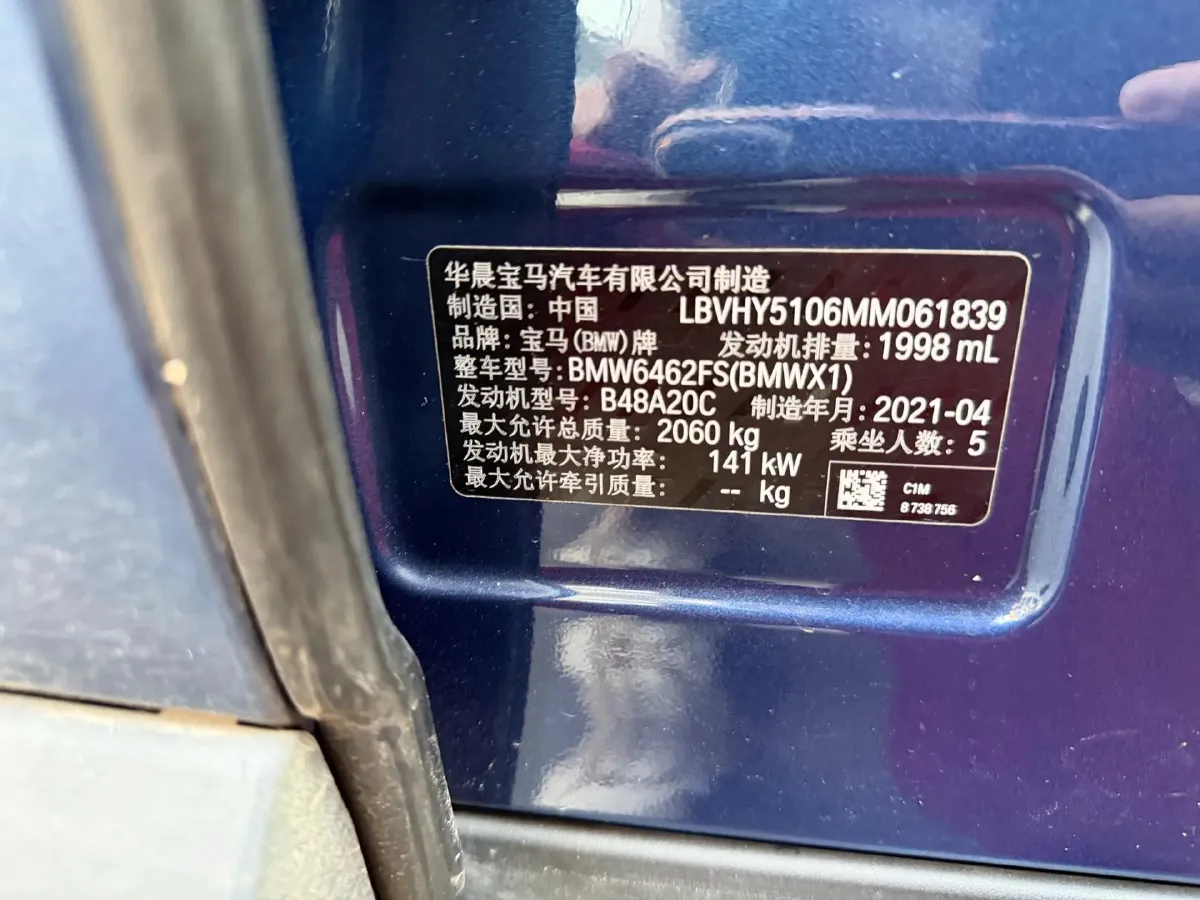 华晨宝马汽车有限公司制造
制造国：中国 LBVHY5106MM061839
品牌：宝马(BMW)牌 发动机排量：1998 mL
整车型号：BMW6462FS(BMWX1)
发动机型号：B48A20C 制造年月：2021-04
最大允许总质量：2060 kg 乘坐人数：5
发动机最大净功率：141 kW
最大允许牵引质量：-- kg
C1M
8 738 756